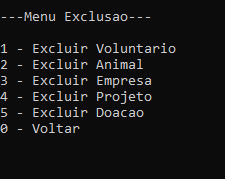 ---Menu Exclusao---
1 - Excluir Voluntario
2 - Excluir Animal
3 - Excluir Empresa
4 - Excluir Projeto
5 - Excluir Doacao
0 - Voltar